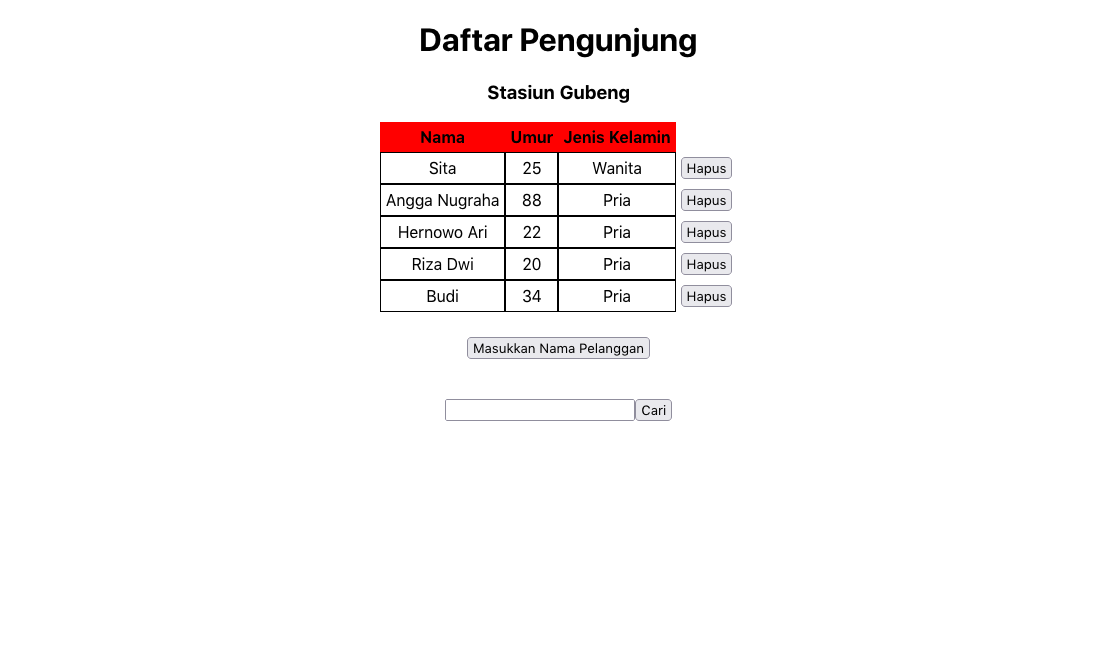 Daftar Pengunjung
Stasiun Gubeng
Nama Umur Jenis Kelamin
Sita 25 Wanita Hapus
Angga Nugraha 88 Pria Hapus
Hernowo Ari 22 Pria Hapus
Riza Dwi 20 Pria Hapus
Budi 34 Pria Hapus
Masukkan Nama Pelanggan
Cari